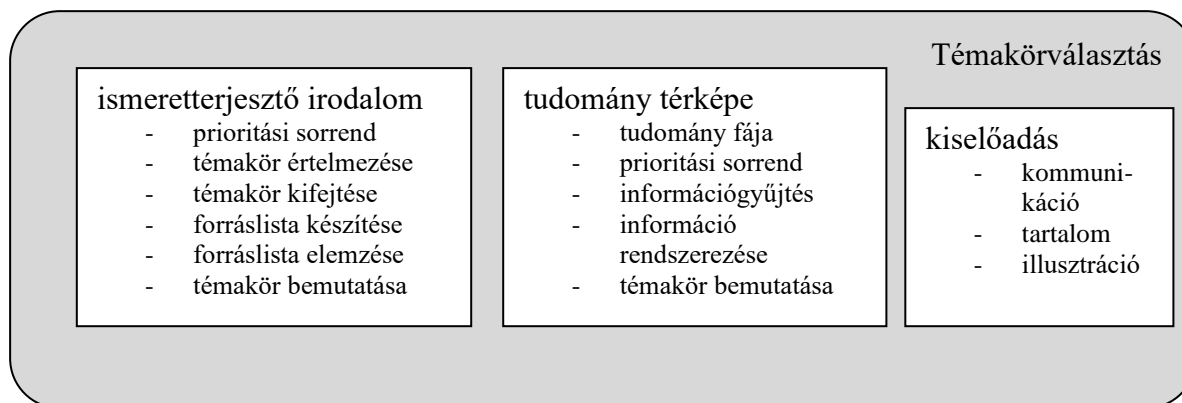 Témakörválasztás
ismeretterjesztő irodalom
- prioritási sorrend
- témakör értelmezése
- témakör kifejtése
- forráslista készítése
- forráslista elemzése
- témakör bemutatása
tudomány térképe
- tudomány fája
- prioritási sorrend
- információgyűjtés
- információ
rendszerezése
- témakör bemutatása
kiselőadás
- kommuni-
káció
- tartalom
- illusztráció